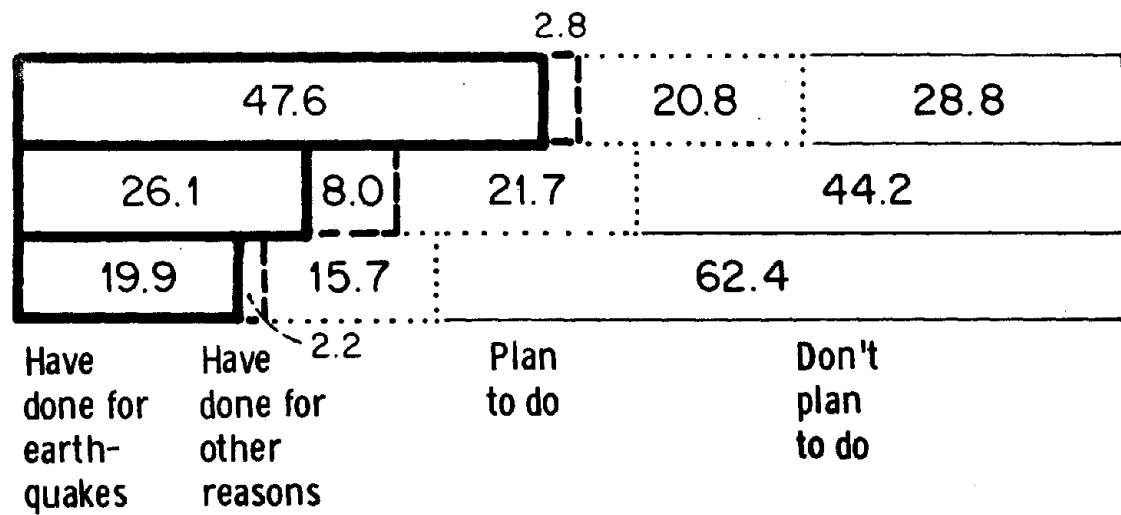 2.8
47.6 20.8 28.8
26.1 8.0 21.7 44.2
19.9 15.7 62.4
2.2
Have
done for
earth-
quakes
Have
done for
other
reasons
Plan
to do
Don't
plan
to do